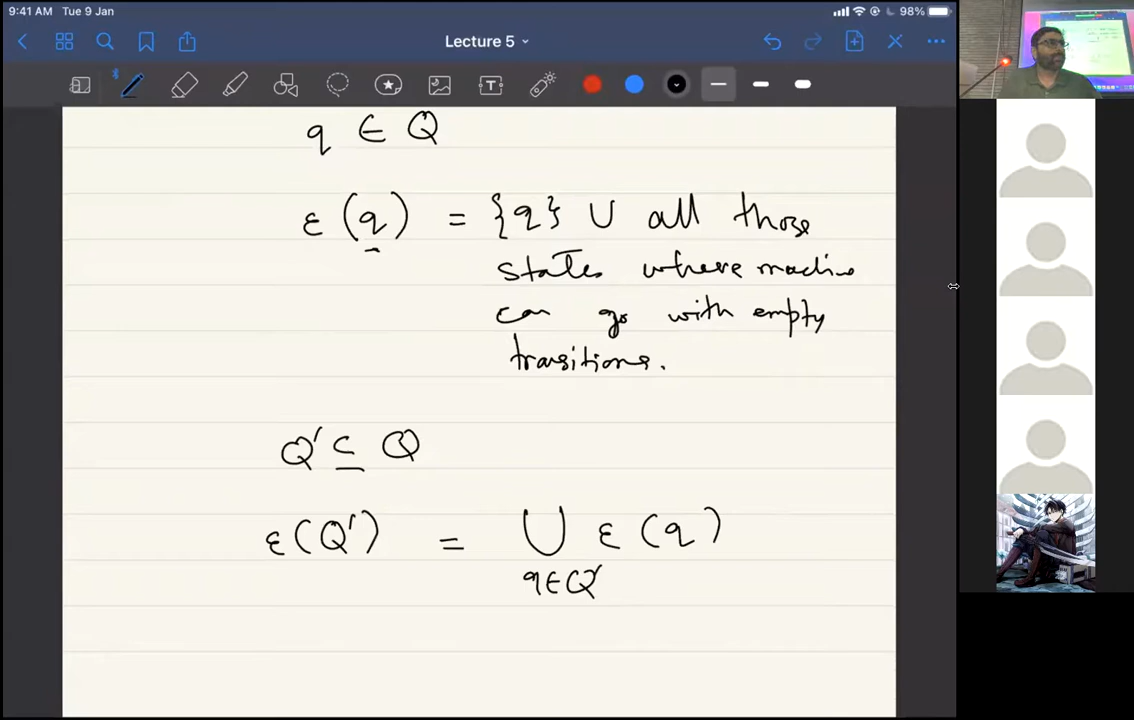 9:41 AM Tue 9 Jan
98%
Lecture 5
T
q ∈ Q
ε(q) = {q} ∪ all those
states where machine
can go with empty
transitions.
Q' ⊆ Q
ε(Q') = ∪ ε(q)
q∈Q'